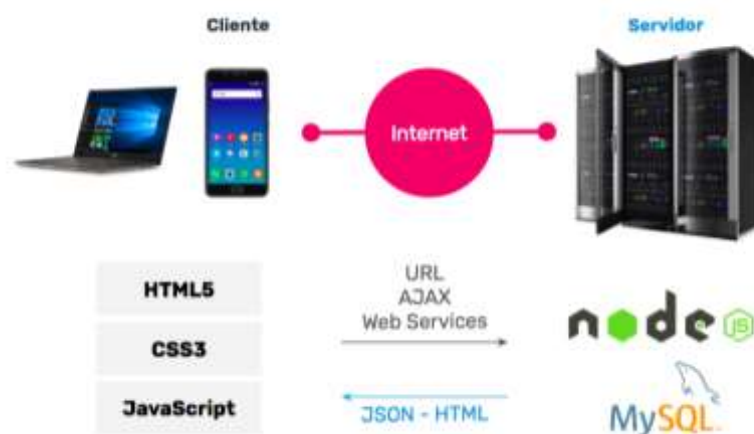 Cliente
Servidor
Internet
HTML5
CSS3
JavaScript
URL
AJAX
Web Services
JSON - HTML
node JS
MySQL